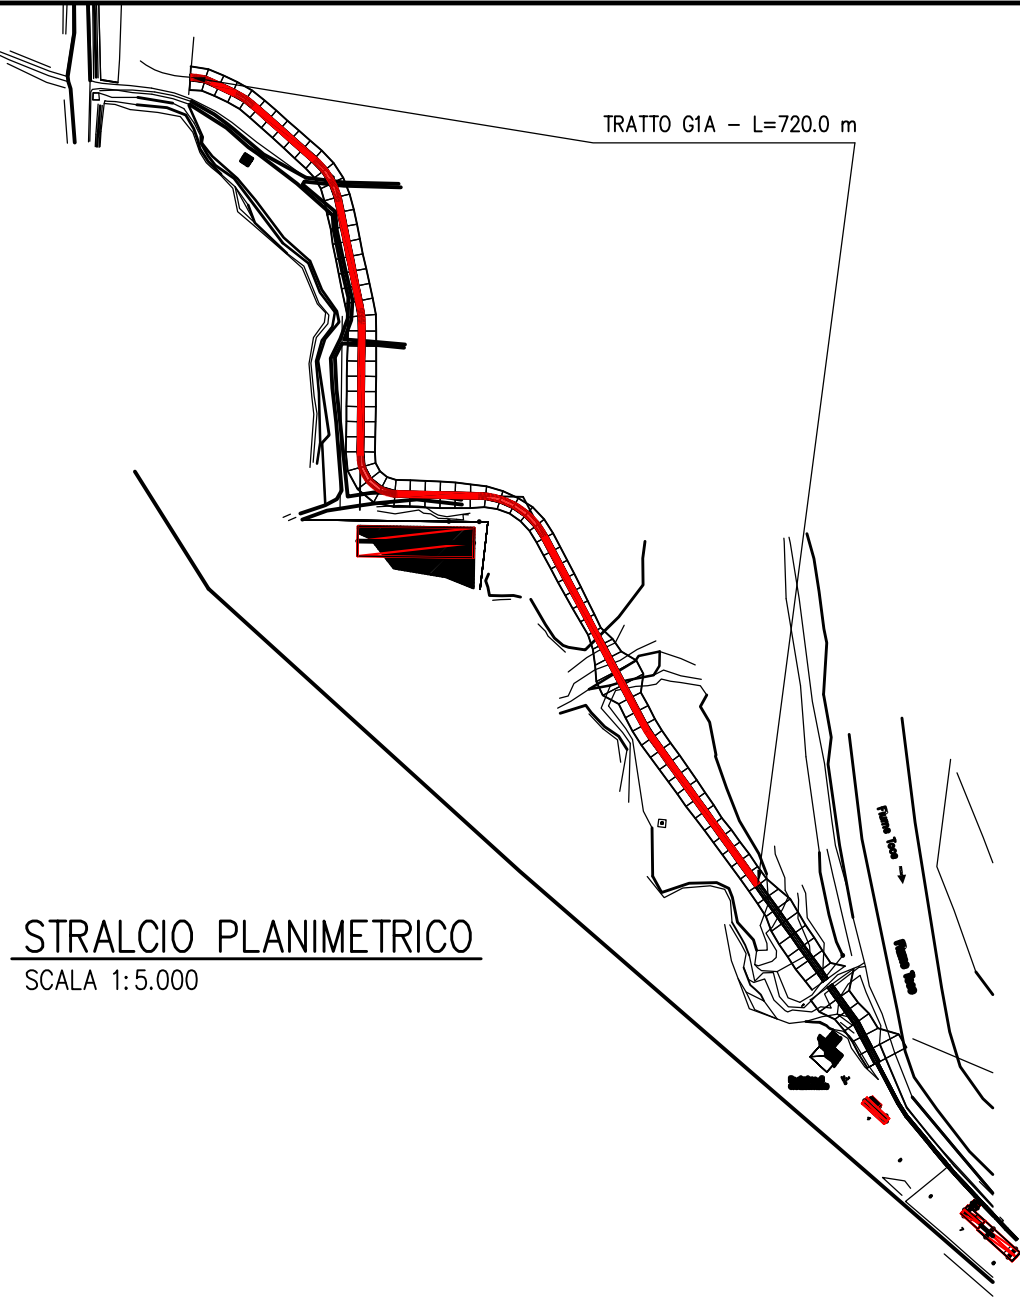 TRATTO G1A - L=720.0 m
Fiume Toce
Fiume Toce
STRALCIO PLANIMETRICO
SCALA 1:5.000